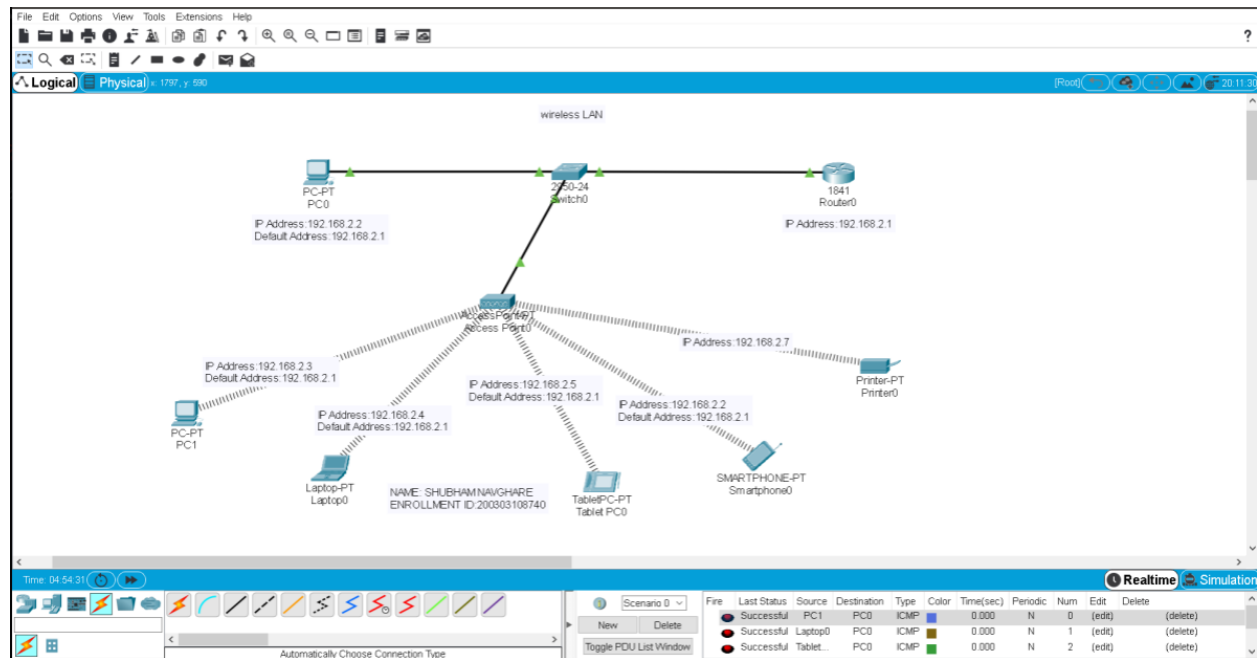 File Edit Options View Tools Extensions Help
?
Logical Physical x: 1797, y: 590 [Root] 20:11:30
wireless LAN
PC-PT
PC0
IP Address:192.168.2.2
Default Address:192.168.2.1
2950-24
Switch0
1841
Router0
IP Address:192.168.2.1
AccessPoint-PT
Access Point0
IP Address:192.168.2.3
Default Address:192.168.2.1
PC-PT
PC1
IP Address:192.168.2.4
Default Address:192.168.2.1
Laptop-PT
Laptop0
IP Address:192.168.2.5
Default Address:192.168.2.1
TabletPC-PT
Tablet PC0
IP Address:192.168.2.2
Default Address:192.168.2.1
SMARTPHONE-PT
Smartphone0
IP Address:192.168.2.7
Printer-PT
Printer0
NAME: SHUBHAM NAVGHARE
ENROLLMENT ID:200303108740
Time: 04:54:31 Realtime Simulation
Automatically Choose Connection Type
Scenario 0
New Delete
Toggle PDU List Window
Fire Last Status Source Destination Type Color Time(sec) Periodic Num Edit Delete
Successful PC1 PC0 ICMP 0.000 N 0 (edit) (delete)
Successful Laptop0 PC0 ICMP 0.000 N 1 (edit) (delete)
Successful Tablet... PC0 ICMP 0.000 N 2 (edit) (delete)